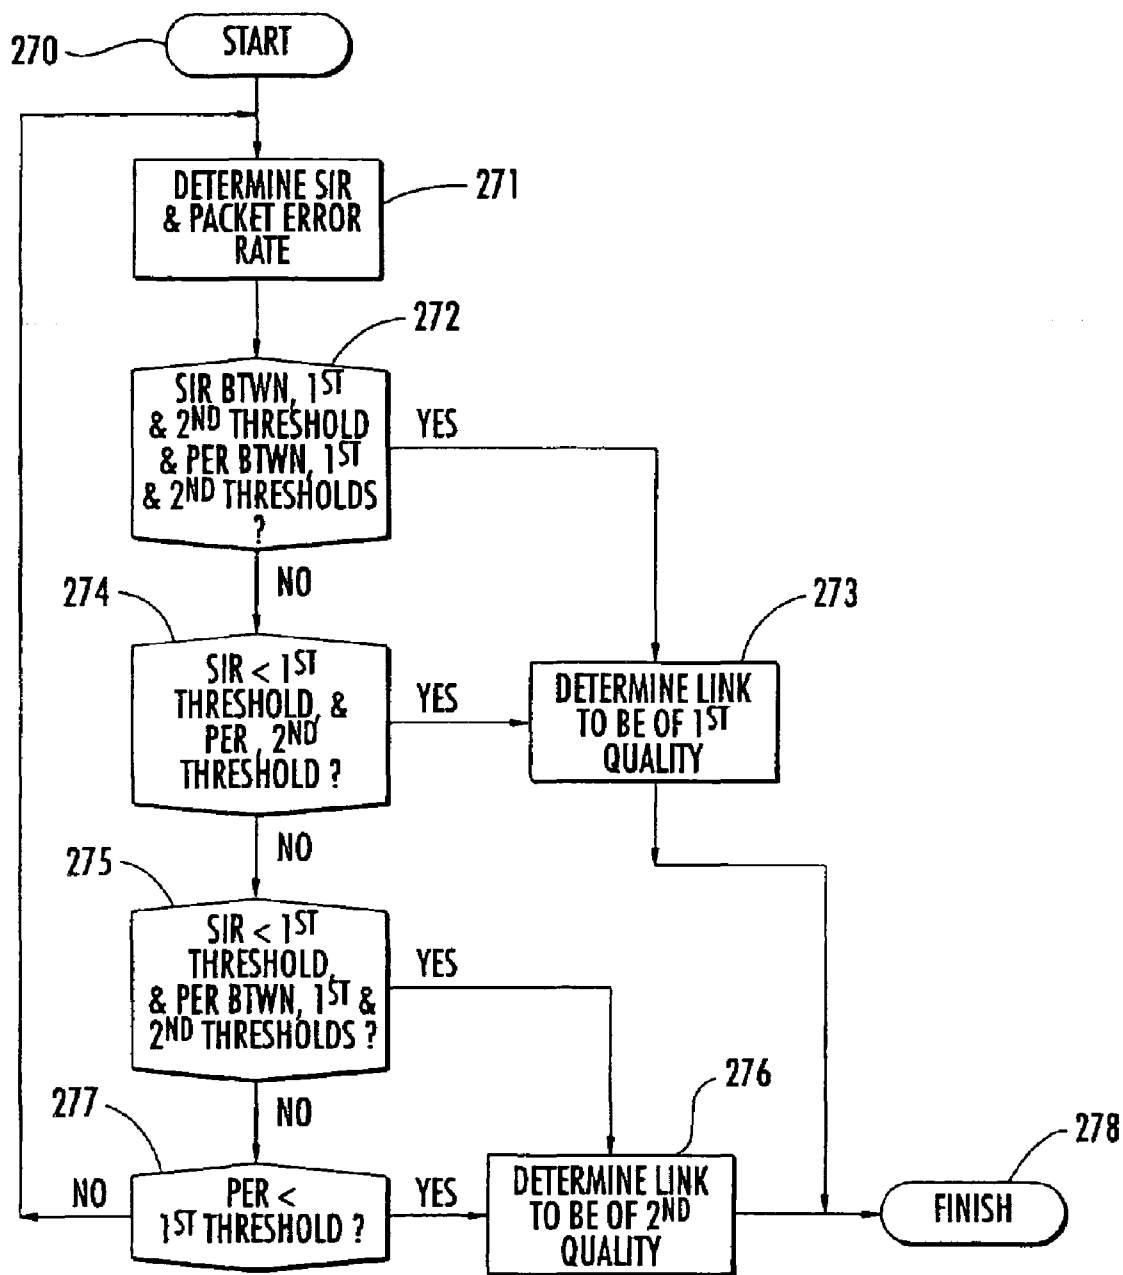 270
START
DETERMINE SIR
& PACKET ERROR
RATE
271
272
SIR BTWN, 1ST
& 2ND THRESHOLD
& PER BTWN, 1ST
& 2ND THRESHOLDS
?
YES
NO
274
273
SIR < 1ST
THRESHOLD, &
PER , 2ND
THRESHOLD ?
YES
DETERMINE LINK
TO BE OF 1ST
QUALITY
NO
275
SIR < 1ST
THRESHOLD,
& PER BTWN, 1ST &
2ND THRESHOLDS ?
YES
NO
277
276
NO
PER <
1ST THRESHOLD ?
YES
DETERMINE LINK
TO BE OF 2ND
QUALITY
278
FINISH